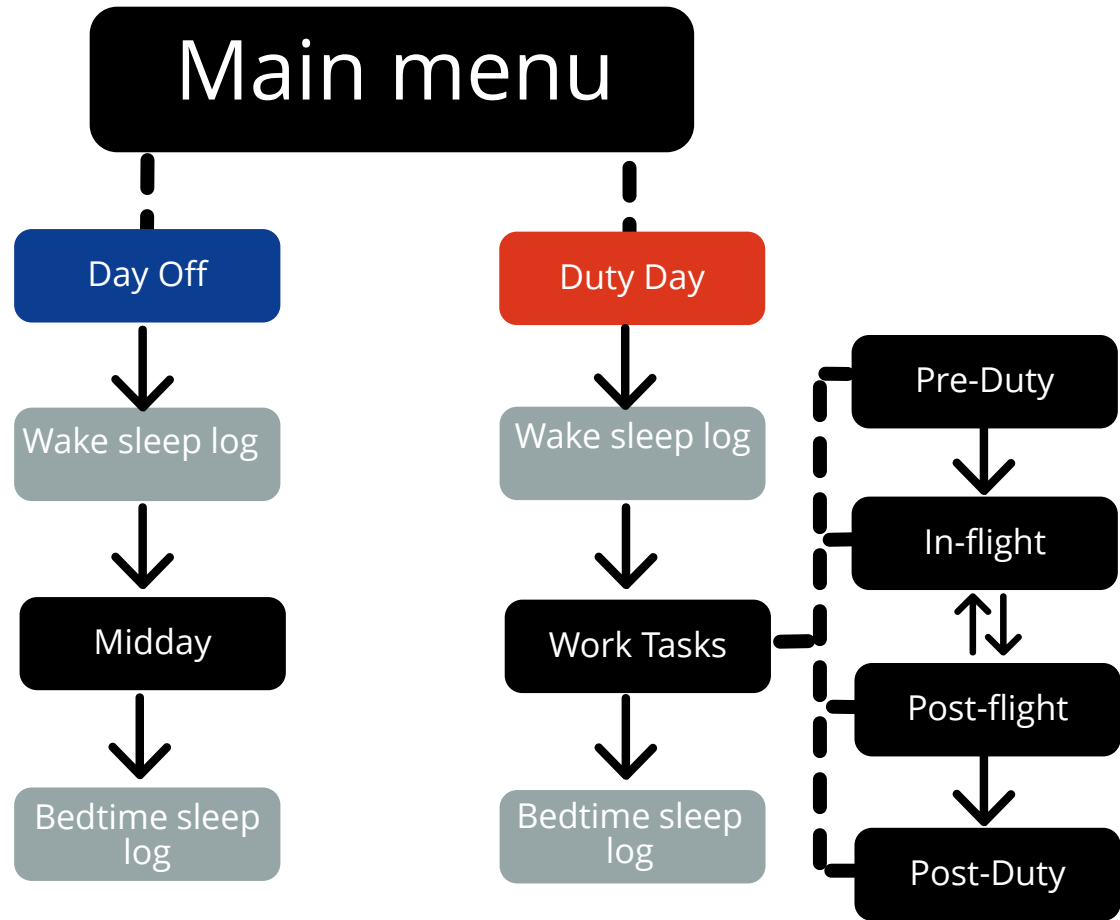 Main menu
Day Off
Duty Day
Wake sleep log
Wake sleep log
Midday
Work Tasks
Bedtime sleep
log
Bedtime sleep
log
Pre-Duty
In-flight
Post-flight
Post-Duty